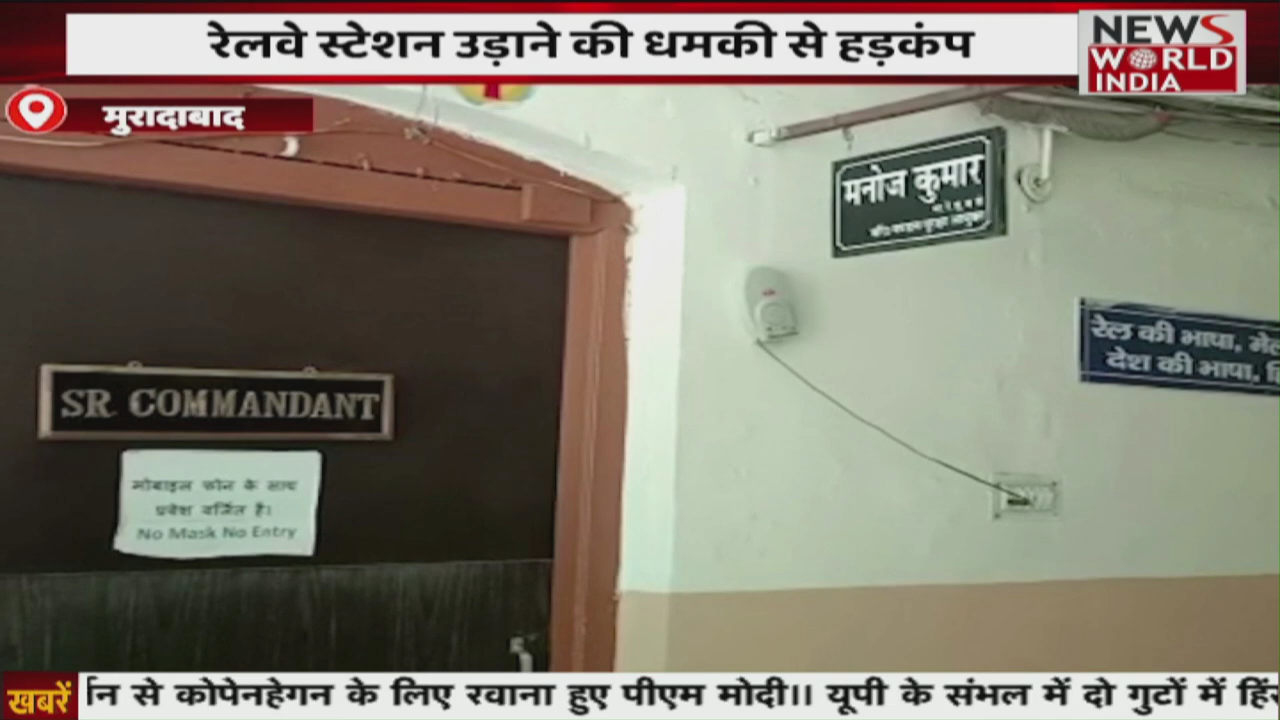 रेलवे स्टेशन उड़ाने की धमकी से हड़कंप
NEWS
WORLD
INDIA
मुरादाबाद
मनोज कुमार
रेल की भाषा,
देश की भाषा,
SR. COMMANDANT
मोबाइल फोन के साथ
प्रवेश वर्जित है।
No Mask No Entry
खबरें
से कोपेनहेगन के लिए रवाना हुए पीएम मोदी।। यूपी के संभल में दो गुटों में